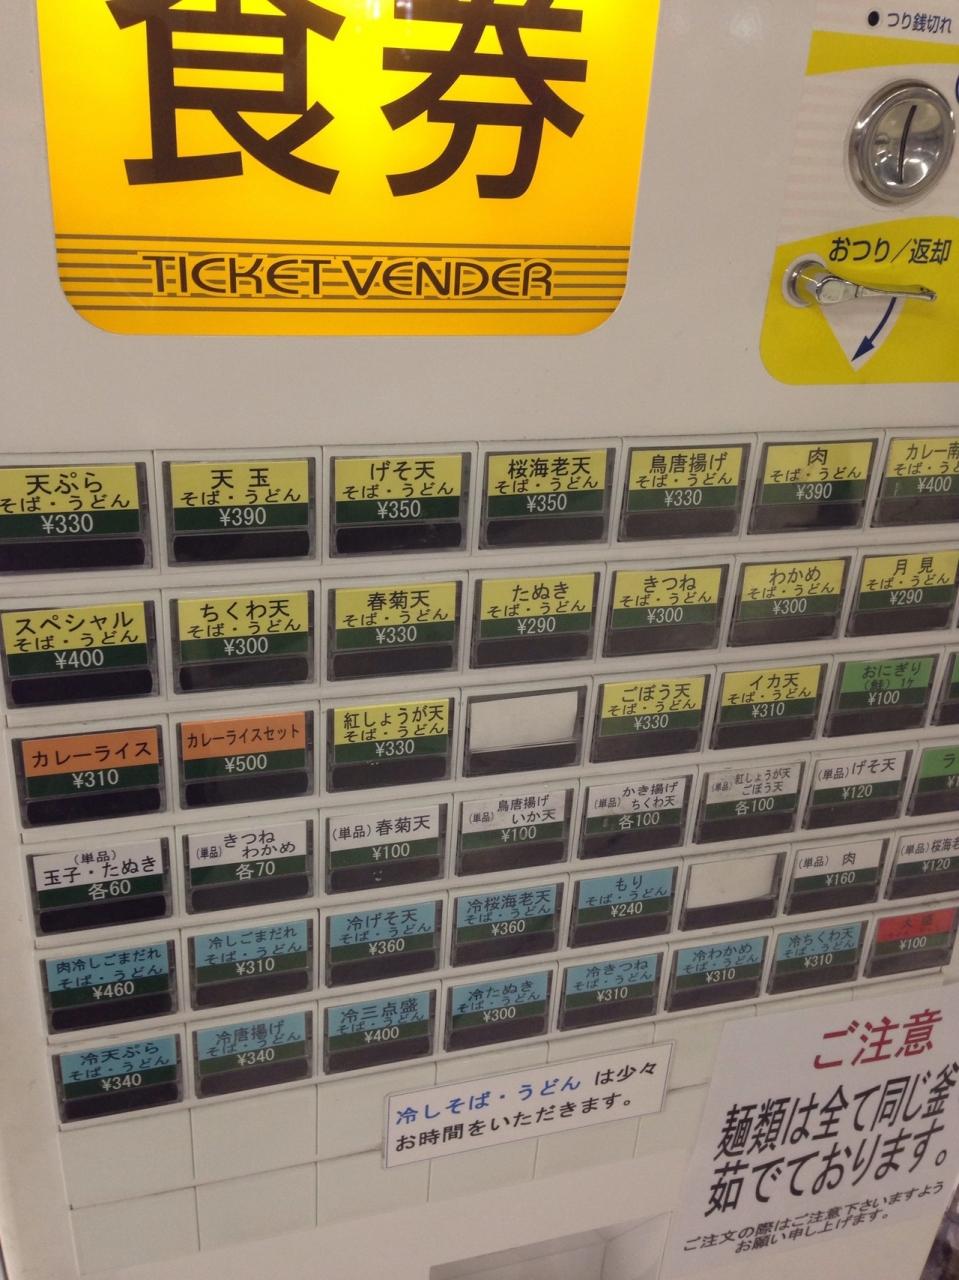 食券
TICKET VENDER
つり銭切れ
おつり／返却
天ぷら
そば・うどん
¥330
天玉
そば・うどん
¥390
げそ天
そば・うどん
¥350
桜海老天
そば・うどん
¥350
鳥唐揚げ
そば・うどん
¥330
肉
そば・うどん
¥390
カレー南
そば・う
¥400
スペシャル
そば・うどん
¥400
ちくわ天
そば・うどん
¥300
春菊天
そば・うどん
¥330
たぬき
そば・うどん
¥290
きつね
そば・うどん
¥300
わかめ
そば・うどん
¥300
月見
そば・うどん
¥290
カレーライス
¥310
カレーライスセット
¥500
紅しょうが天
そば・うどん
¥330
ごぼう天
そば・うどん
¥330
イカ天
そば・うどん
¥310
おにぎり
1ケ
¥100
(単品)
玉子・たぬき
各60
(単品) きつね
わかめ
各70
(単品) 春菊天
¥100
鳥唐揚げ
(単品) いか天
¥100
かき揚げ
(単品) ちくわ天
各100
(単品) 紅しょうが天
ごぼう天
各100
(単品) げそ天
¥120
ラ
肉冷しごまだれ
そば・うどん
¥460
冷しごまだれ
そば・うどん
¥310
冷げそ天
そば・うどん
¥360
冷桜海老天
そば・うどん
¥360
もり
そば・うどん
¥240
(単品) 肉
¥160
(単品) 桜海老
¥120
冷天ぷら
そば・うどん
¥340
冷唐揚げ
そば・うどん
¥340
冷三点盛
そば・うどん
¥400
冷たぬき
そば・うどん
¥300
冷きつね
そば・うどん
¥310
冷わかめ
そば・うどん
¥310
冷ちくわ天
そば・うどん
¥310
大盛
¥100
冷しそば・うどん は少々
お時間をいただきます。
ご注意
麺類は全て同じ釜
茹でております。
ご注文の際はご注意下さいますよう
お願い申し上げます。